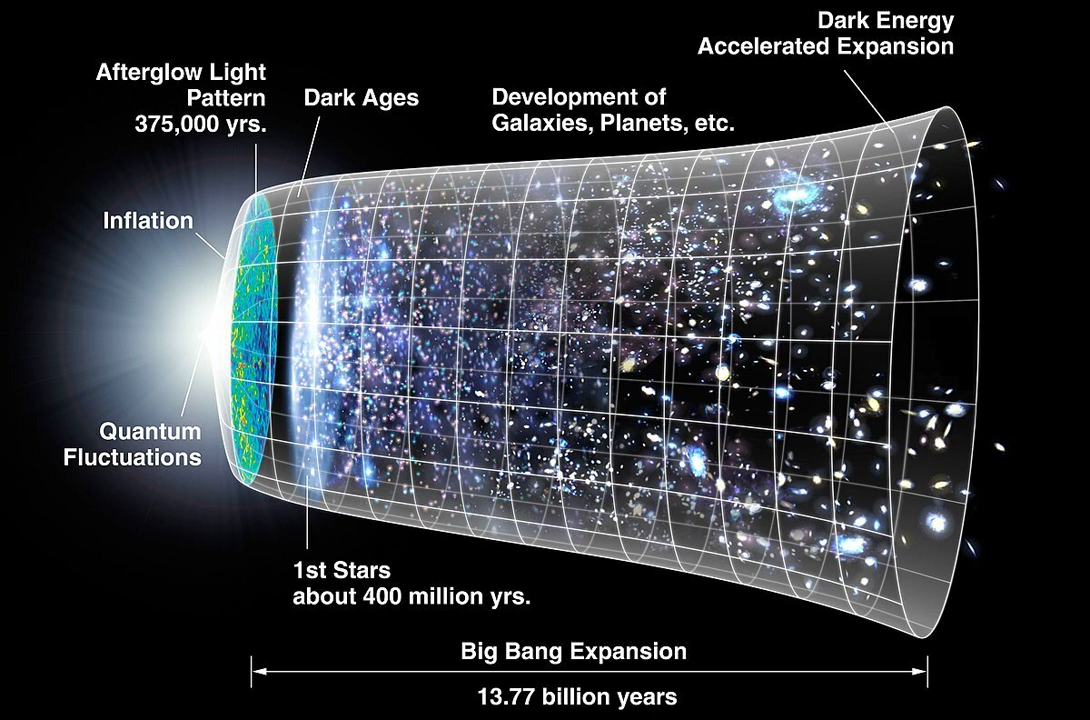 Dark Energy
Accelerated Expansion
Afterglow Light
Pattern
375,000 yrs.
Dark Ages
Development of
Galaxies, Planets, etc.
Inflation
Quantum
Fluctuations
1st Stars
about 400 million yrs.
Big Bang Expansion
13.77 billion years